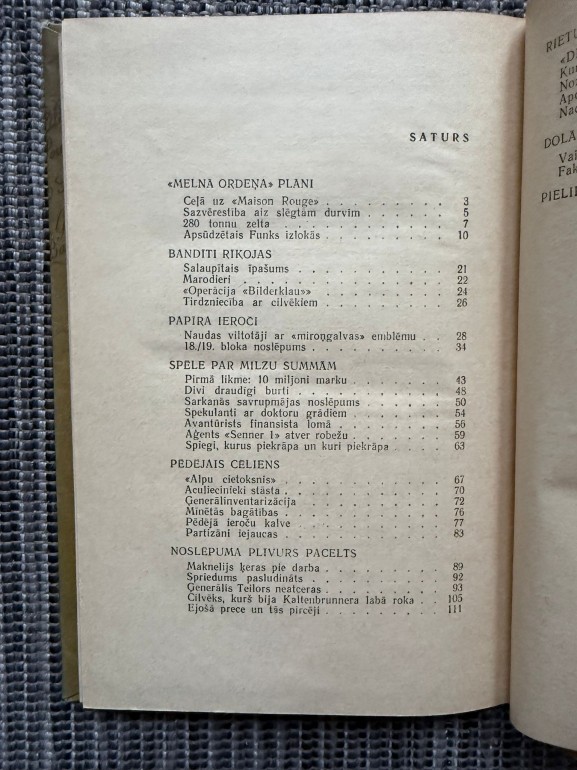 SATURS
«MELNĀ ORDEŅA» PLĀNI
Ceļā uz «Maison Rouge» . . . . . . . . . 3
Sazvērestība aiz slēgtām durvīm . . . . . . 5
280 tonnu zelta . . . . . . . . . . . . 7
Apsūdzētais Funks izlokās . . . . . . . . 10
BANDĪTI RĪKOJAS
Salaupītais īpašums . . . . . . . . . . 21
Marodieri . . . . . . . . . . . . . 22
«Operācija «Bilderklau»» . . . . . . . . . 24
Tirdzniecība ar cilvēkiem . . . . . . . . 26
PAPĪRA IEROČI
Naudas viltotāji ar «miroņgalvas» emblēmu . . 28
18./19. bloka noslēpums . . . . . . . . . 34
SPĒLE PAR MILZU SUMMĀM
Pirmā likme: 10 miljoni marku . . . . . . . 43
Divi draudīgi burti . . . . . . . . . . 48
Sarkanās savrupmājas noslēpums . . . . . . 50
Spekulanti ar doktoru grādiem . . . . . . . 54
Avantūrists finansista lomā . . . . . . . . 56
Aģents «Senner I» atver robežu . . . . . . 59
Spiegi, kurus piekrāpa un kuri piekrāpa . . . 63
PĒDĒJAIS CĒLIENS
«Alpu cietoksnis» . . . . . . . . . . . 67
Aculiecinieki stāsta . . . . . . . . . . 70
Ģenerālinventarizācija . . . . . . . . . 72
Minētās bagātības . . . . . . . . . . . 76
Pēdējā ieroču kalve . . . . . . . . . . 77
Partizāni iejaucas . . . . . . . . . . . 83
NOSLĒPUMA PLĪVURS PACELTS
Maknelijs ķeras pie darba . . . . . . . . 89
Spriedums pasludināts . . . . . . . . . 92
Ģenerālis Teilors neatceras . . . . . . . . 93
Cilvēks, kurš bija Kaltenbrunnera labā roka . . 105
Ejošā prece un tās pircēji . . . . . . . . 111
DOLĀ